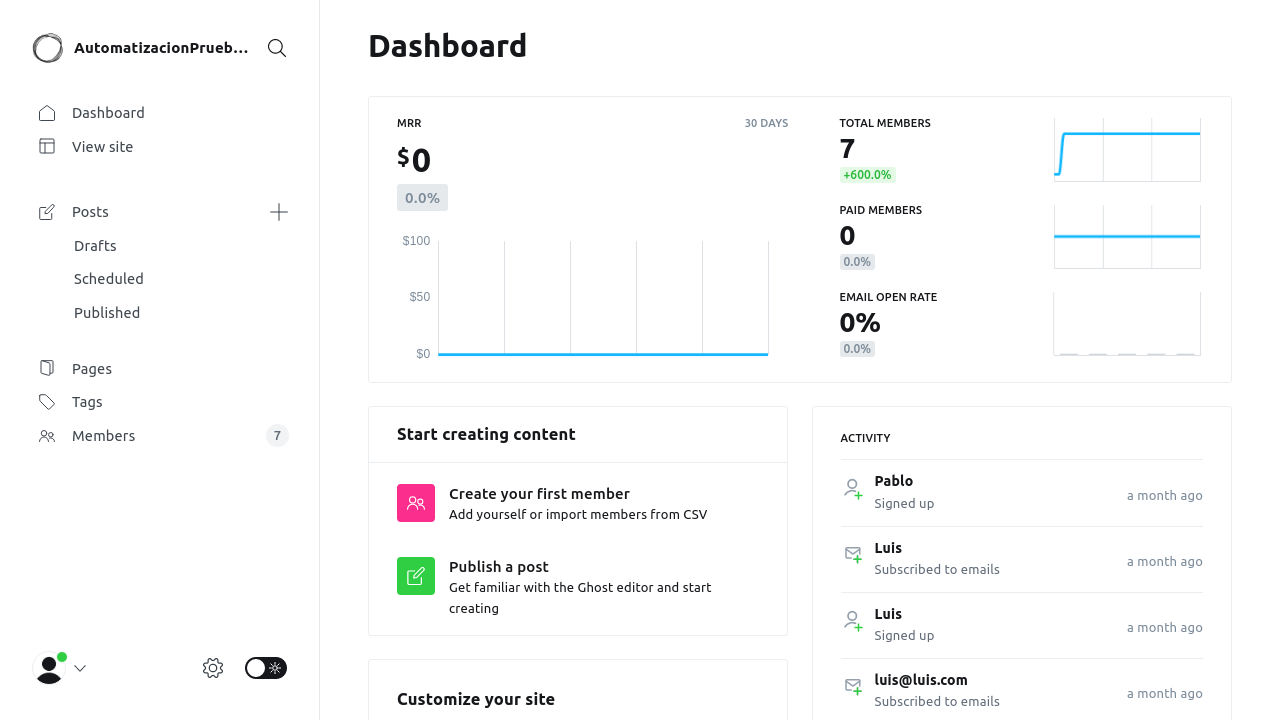 AutomatizacionPrueb...
Dashboard
View site
Posts
Drafts
Scheduled
Published
Pages
Tags
Members
7
Dashboard
MRR
30 DAYS
$0
0.0%
$100
$50
$0
TOTAL MEMBERS
7
+600.0%
PAID MEMBERS
0
0.0%
EMAIL OPEN RATE
0%
0.0%
Start creating content
Create your first member
Add yourself or import members from CSV
Publish a post
Get familiar with the Ghost editor and start
creating
Customize your site
ACTIVITY
Pablo
Signed up
a month ago
Luis
Subscribed to emails
a month ago
Luis
Signed up
a month ago
luis@luis.com
Subscribed to emails
a month ago